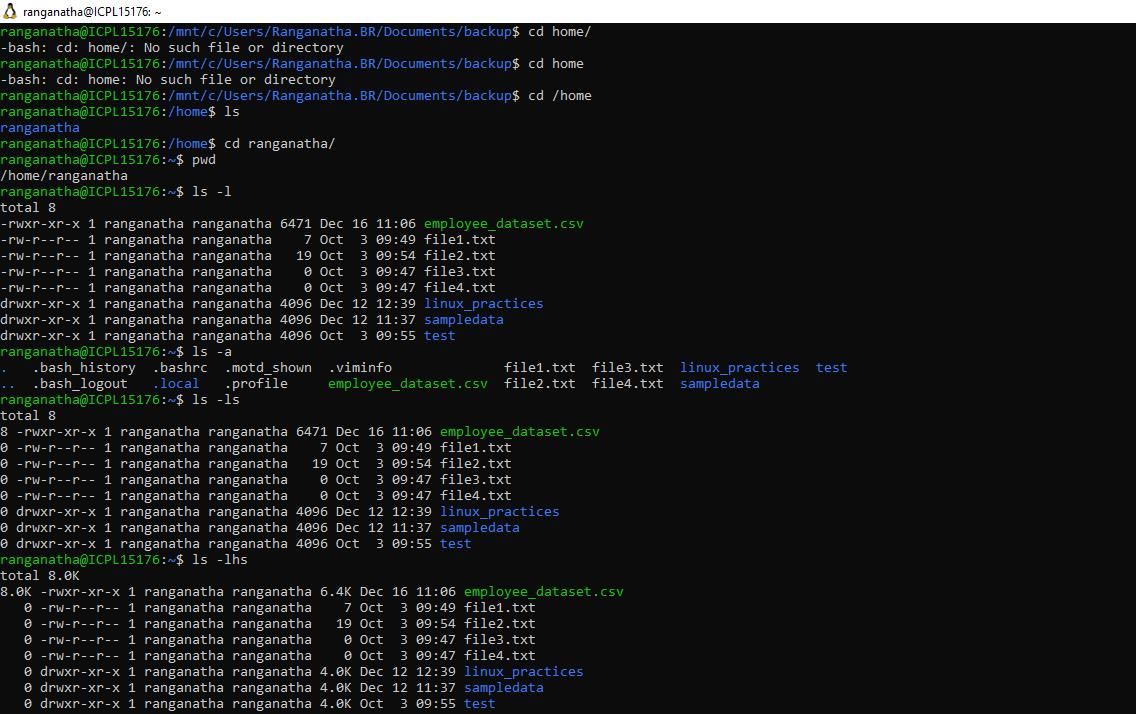 ranganatha@ICPL15176: ~
ranganatha@ICPL15176:/mnt/c/Users/Ranganatha.BR/Documents/backup$ cd home/
-bash: cd: home/: No such file or directory
ranganatha@ICPL15176:/mnt/c/Users/Ranganatha.BR/Documents/backup$ cd home
-bash: cd: home: No such file or directory
ranganatha@ICPL15176:/mnt/c/Users/Ranganatha.BR/Documents/backup$ cd /home
ranganatha@ICPL15176:/home$ ls
ranganatha
ranganatha@ICPL15176:/home$ cd ranganatha/
ranganatha@ICPL15176:~$ pwd
/home/ranganatha
ranganatha@ICPL15176:~$ ls -l
total 8
-rwxr-xr-x 1 ranganatha ranganatha 6471 Dec 16 11:06 employee_dataset.csv
-rw-r--r-- 1 ranganatha ranganatha    7 Oct  3 09:49 file1.txt
-rw-r--r-- 1 ranganatha ranganatha   19 Oct  3 09:54 file2.txt
-rw-r--r-- 1 ranganatha ranganatha    0 Oct  3 09:47 file3.txt
-rw-r--r-- 1 ranganatha ranganatha    0 Oct  3 09:47 file4.txt
drwxr-xr-x 1 ranganatha ranganatha 4096 Dec 12 12:39 linux_practices
drwxr-xr-x 1 ranganatha ranganatha 4096 Dec 12 11:37 sampledata
drwxr-xr-x 1 ranganatha ranganatha 4096 Oct  3 09:55 test
ranganatha@ICPL15176:~$ ls -a
.   .bash_history  .bashrc  .motd_shown  .viminfo              file1.txt  file3.txt  linux_practices  test
..  .bash_logout   .local   .profile     employee_dataset.csv  file2.txt  file4.txt  sampledata
ranganatha@ICPL15176:~$ ls -ls
total 8
8 -rwxr-xr-x 1 ranganatha ranganatha 6471 Dec 16 11:06 employee_dataset.csv
0 -rw-r--r-- 1 ranganatha ranganatha    7 Oct  3 09:49 file1.txt
0 -rw-r--r-- 1 ranganatha ranganatha   19 Oct  3 09:54 file2.txt
0 -rw-r--r-- 1 ranganatha ranganatha    0 Oct  3 09:47 file3.txt
0 -rw-r--r-- 1 ranganatha ranganatha    0 Oct  3 09:47 file4.txt
0 drwxr-xr-x 1 ranganatha ranganatha 4096 Dec 12 12:39 linux_practices
0 drwxr-xr-x 1 ranganatha ranganatha 4096 Dec 12 11:37 sampledata
0 drwxr-xr-x 1 ranganatha ranganatha 4096 Oct  3 09:55 test
ranganatha@ICPL15176:~$ ls -lhs
total 8.0K
8.0K -rwxr-xr-x 1 ranganatha ranganatha 6.4K Dec 16 11:06 employee_dataset.csv
   0 -rw-r--r-- 1 ranganatha ranganatha    7 Oct  3 09:49 file1.txt
   0 -rw-r--r-- 1 ranganatha ranganatha   19 Oct  3 09:54 file2.txt
   0 -rw-r--r-- 1 ranganatha ranganatha    0 Oct  3 09:47 file3.txt
   0 -rw-r--r-- 1 ranganatha ranganatha    0 Oct  3 09:47 file4.txt
   0 drwxr-xr-x 1 ranganatha ranganatha 4.0K Dec 12 12:39 linux_practices
   0 drwxr-xr-x 1 ranganatha ranganatha 4.0K Dec 12 11:37 sampledata
   0 drwxr-xr-x 1 ranganatha ranganatha 4.0K Oct  3 09:55 test